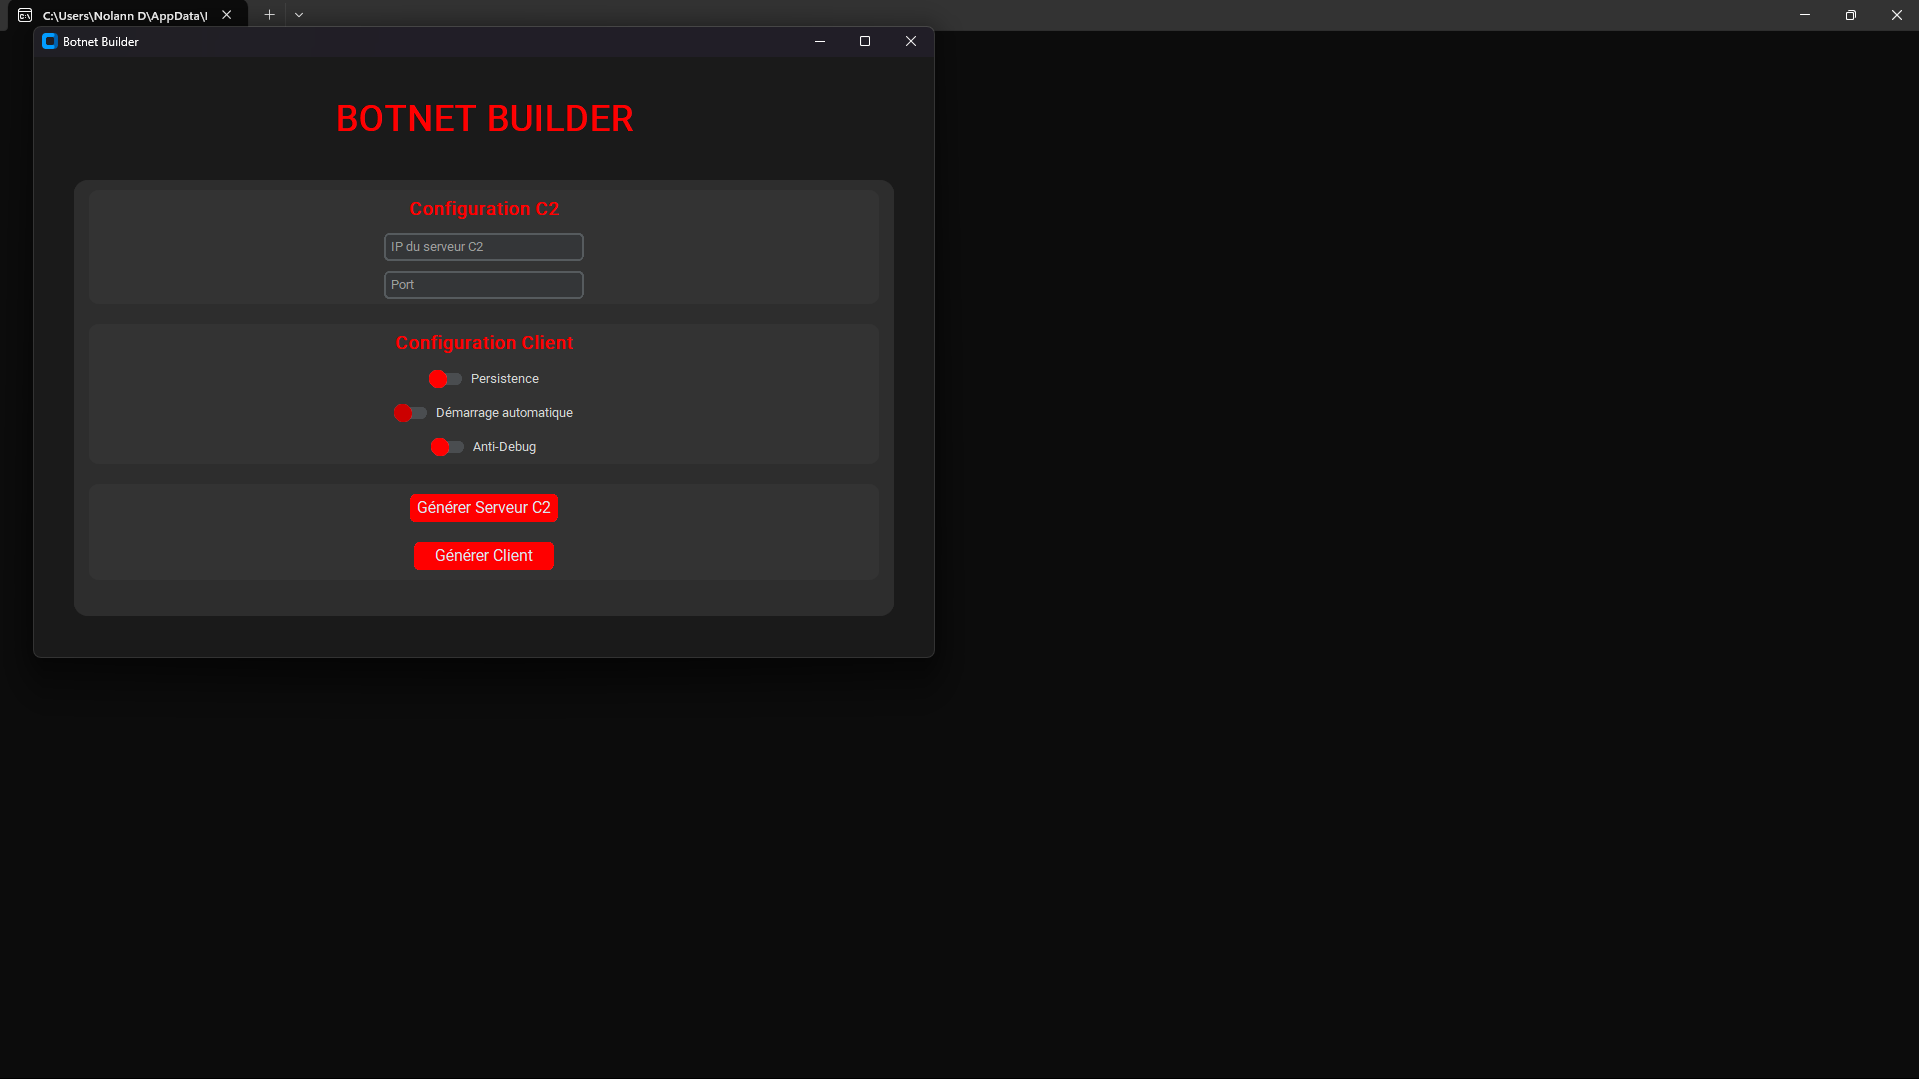 C:\Users\Nolann D\AppData\l
Botnet Builder
BOTNET BUILDER
Configuration C2
IP du serveur C2
Port
Configuration Client
Persistence
Démarrage automatique
Anti-Debug
Générer Serveur C2
Générer Client